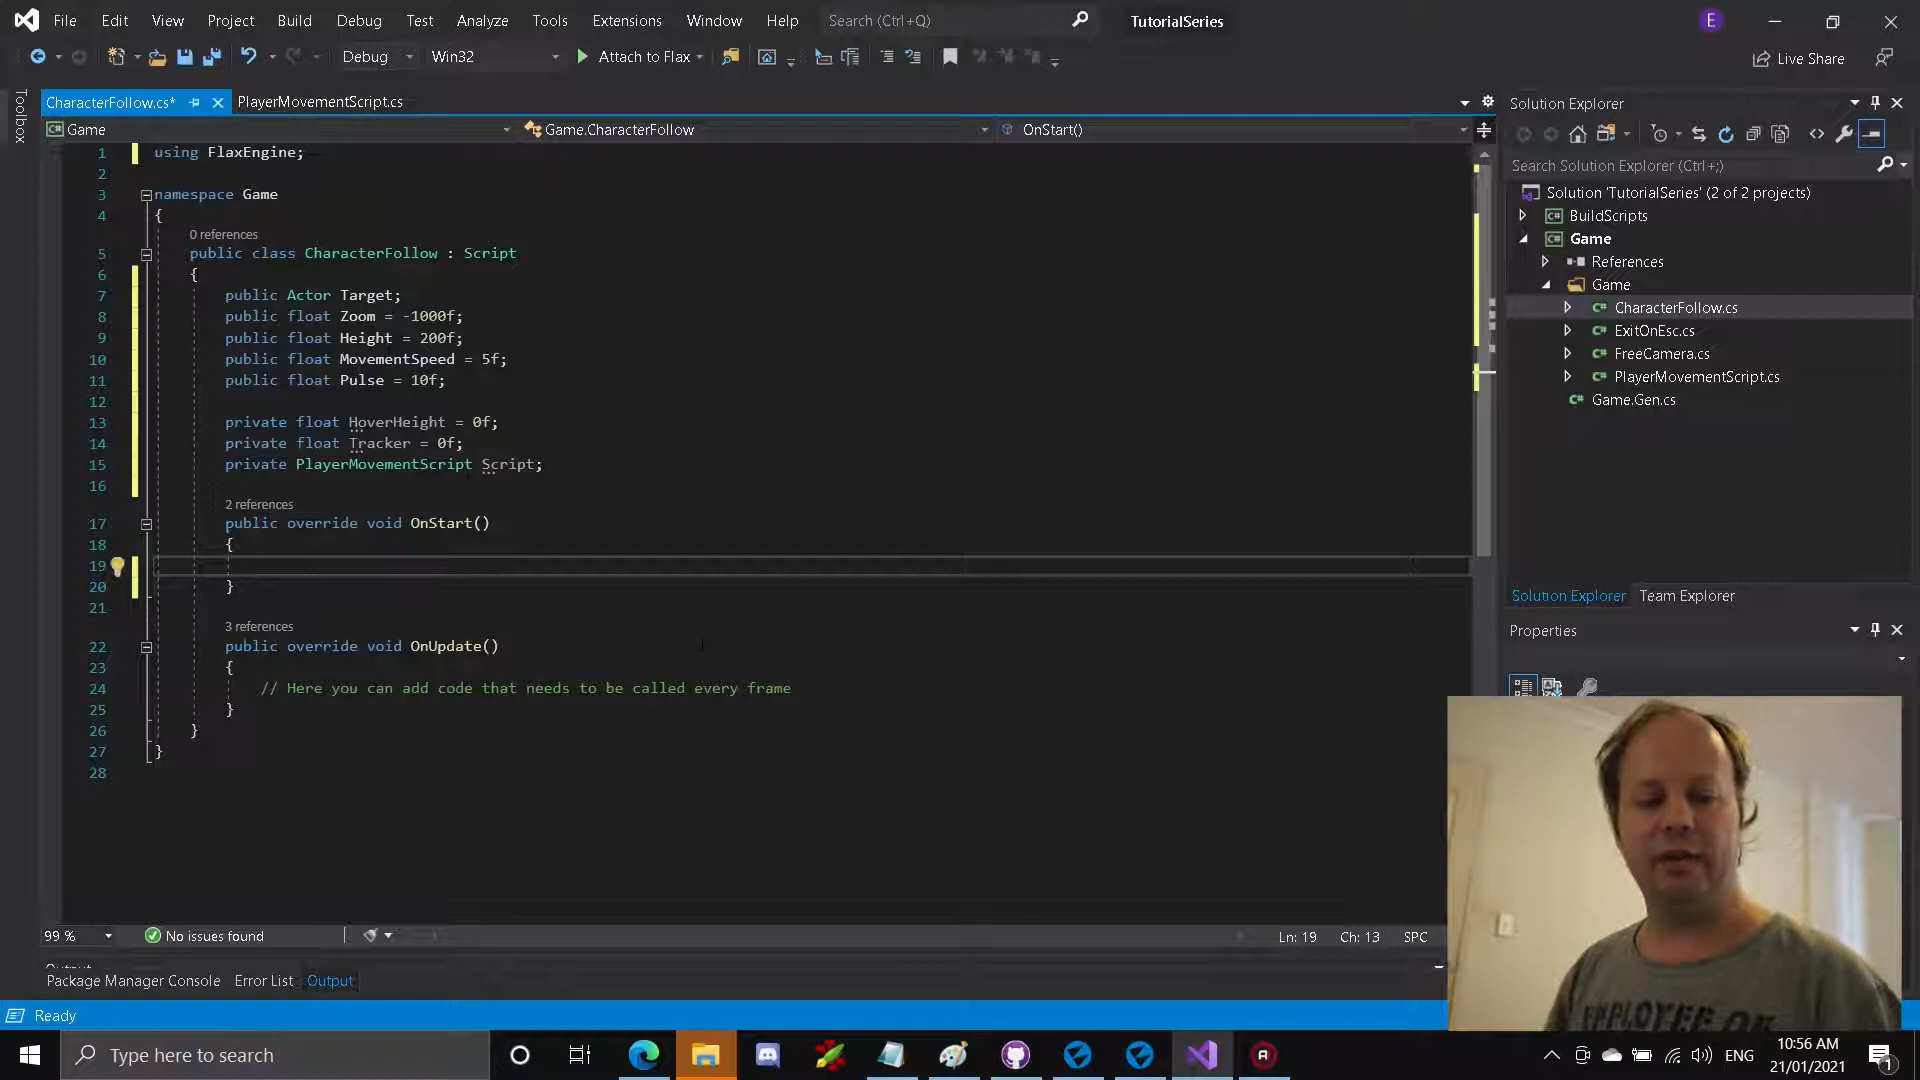 File Edit View Project Build Debug Test Analyze Tools Extensions Window Help Search (Ctrl+Q) TutorialSeries E
Debug Win32 Attach to Flax Live Share
Toolbox
CharacterFollow.cs* PlayerMovementScript.cs
Game Game.CharacterFollow OnStart()
1 using FlaxEngine;
2
3 namespace Game
4 {
0 references
5 public class CharacterFollow : Script
6 {
7 public Actor Target;
8 public float Zoom = -1000f;
9 public float Height = 200f;
10 public float MovementSpeed = 5f;
11 public float Pulse = 10f;
12
13 private float HoverHeight = 0f;
14 private float Tracker = 0f;
15 private PlayerMovementScript Script;
16
2 references
17 public override void OnStart()
18 {
19
20 }
21
3 references
22 public override void OnUpdate()
23 {
24 // Here you can add code that needs to be called every frame
25 }
26 }
27 }
28
99 % No issues found Ln: 19 Ch: 13 SPC
Output
Package Manager Console Error List Output
Ready
Solution Explorer
Search Solution Explorer (Ctrl+;)
Solution 'TutorialSeries' (2 of 2 projects)
BuildScripts
Game
References
Game
CharacterFollow.cs
ExitOnEsc.cs
FreeCamera.cs
PlayerMovementScript.cs
Game.Gen.cs
Solution Explorer Team Explorer
Properties
EMPLOYEE OF
Type here to search
ENG
10:56 AM
21/01/2021
1